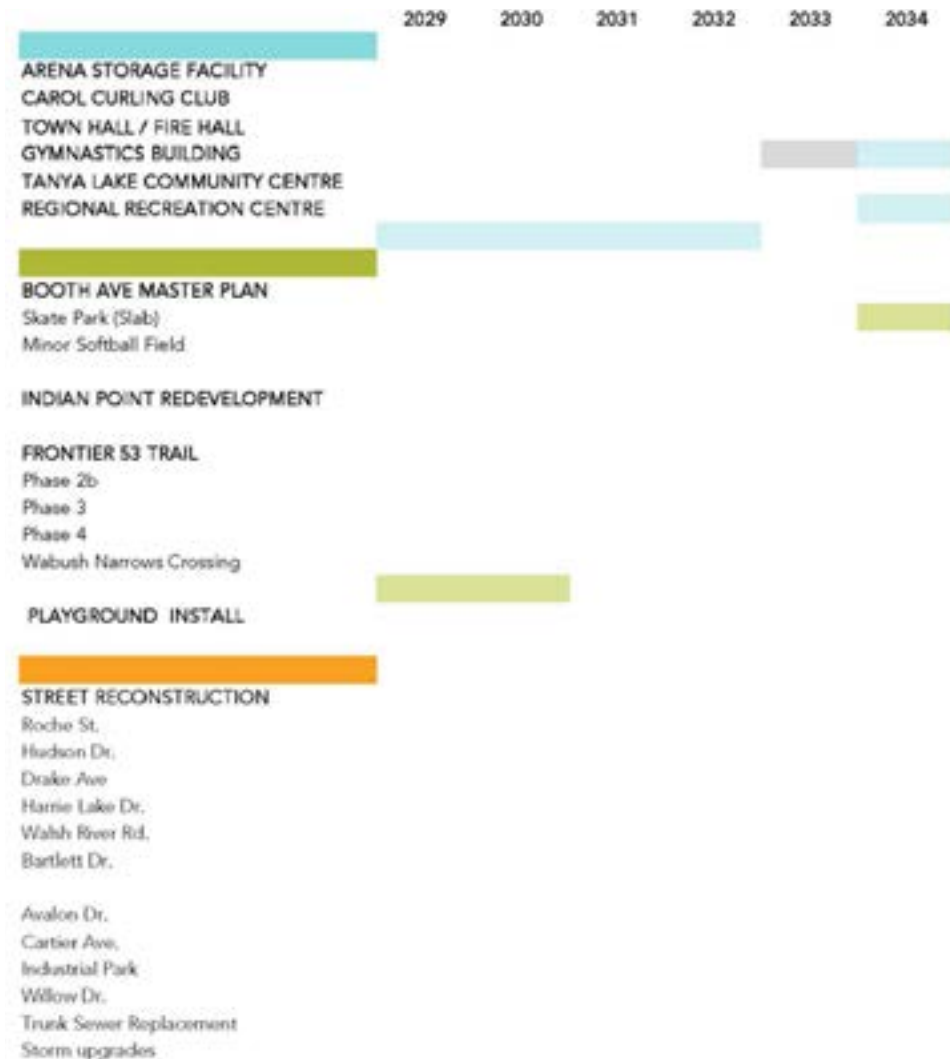 2029 2030 2031 2032 2033 2034
ARENA STORAGE FACILITY
CAROL CURLING CLUB
TOWN HALL / FIRE HALL
GYMNASTICS BUILDING
TANYA LAKE COMMUNITY CENTRE
REGIONAL RECREATION CENTRE
BOOTH AVE MASTER PLAN
Skate Park (Slab)
Minor Softball Field
INDIAN POINT REDEVELOPMENT
FRONTIER 53 TRAIL
Phase 2b
Phase 3
Phase 4
Wabush Narrows Crossing
PLAYGROUND INSTALL
STREET RECONSTRUCTION
Roche St.
Hudson Dr.
Drake Ave
Harrie Lake Dr.
Walsh River Rd.
Bartlett Dr.
Avalon Dr.
Cartier Ave.
Industrial Park
Willow Dr.
Trunk Sewer Replacement
Storm upgrades